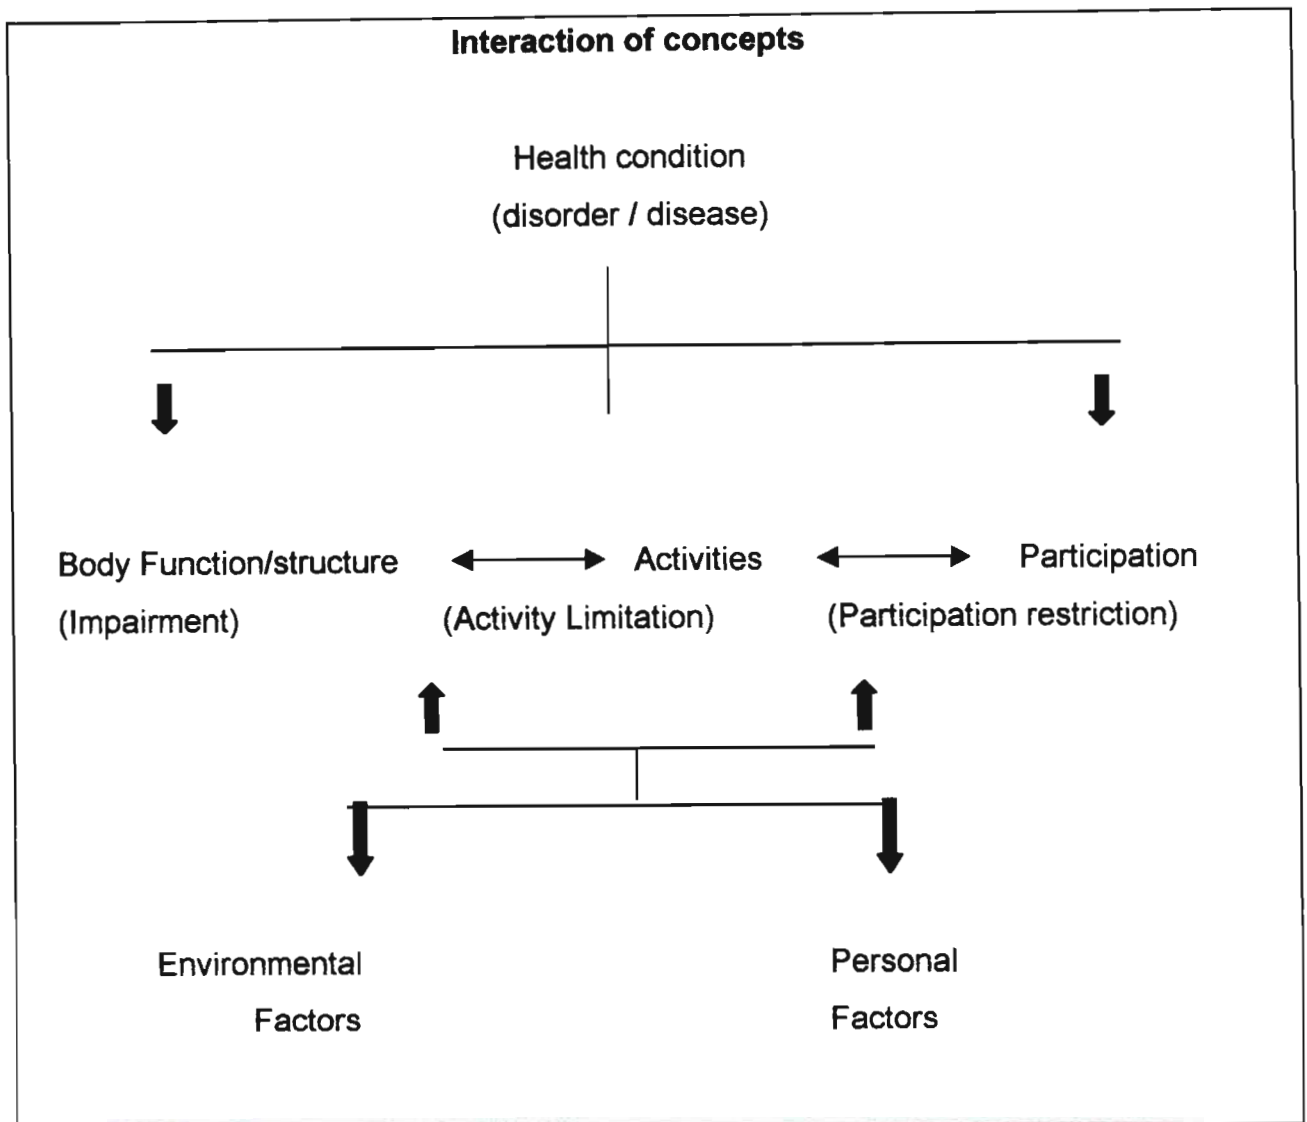 Interaction of concepts
Health condition
(disorder / disease)
Body Function/structure Activities Participation
(Impairment) (Activity Limitation) (Participation restriction)
Environmental Personal
Factors Factors